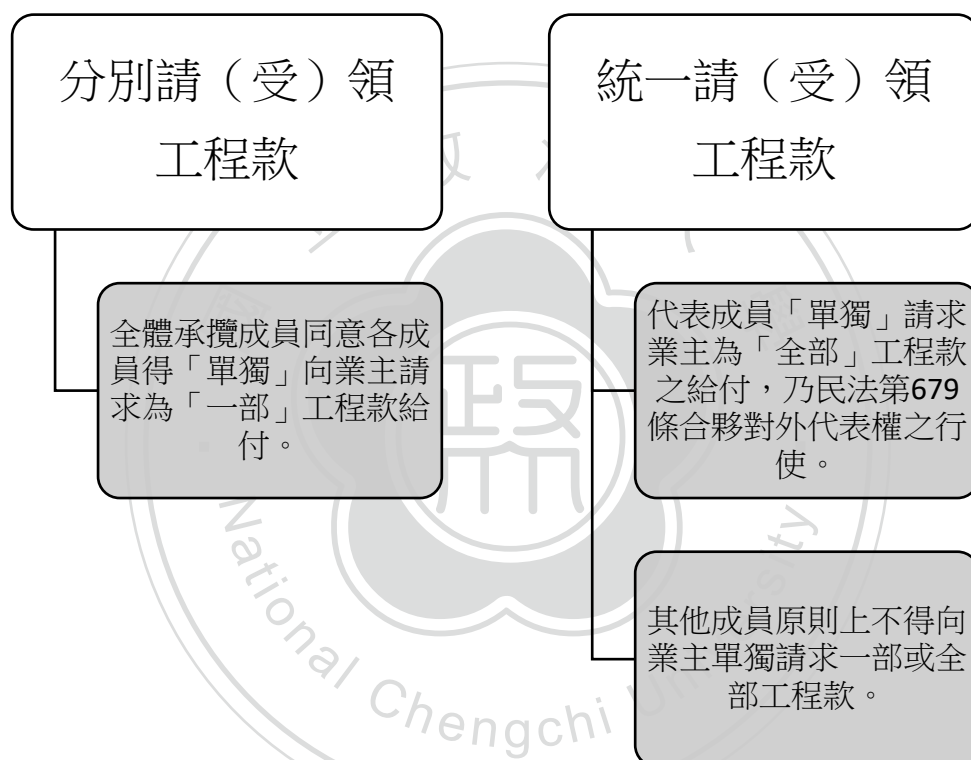 分別請（受）領
工程款
全體承攬成員同意各成
員得「單獨」向業主請
求為「一部」工程款給
付。
統一請（受）領
工程款
代表成員「單獨」請求
業主為「全部」工程款
之給付，乃民法第679
條合夥對外代表權之行
使。
其他成員原則上不得向
業主單獨請求一部或全
部工程款。
National Chengchi University